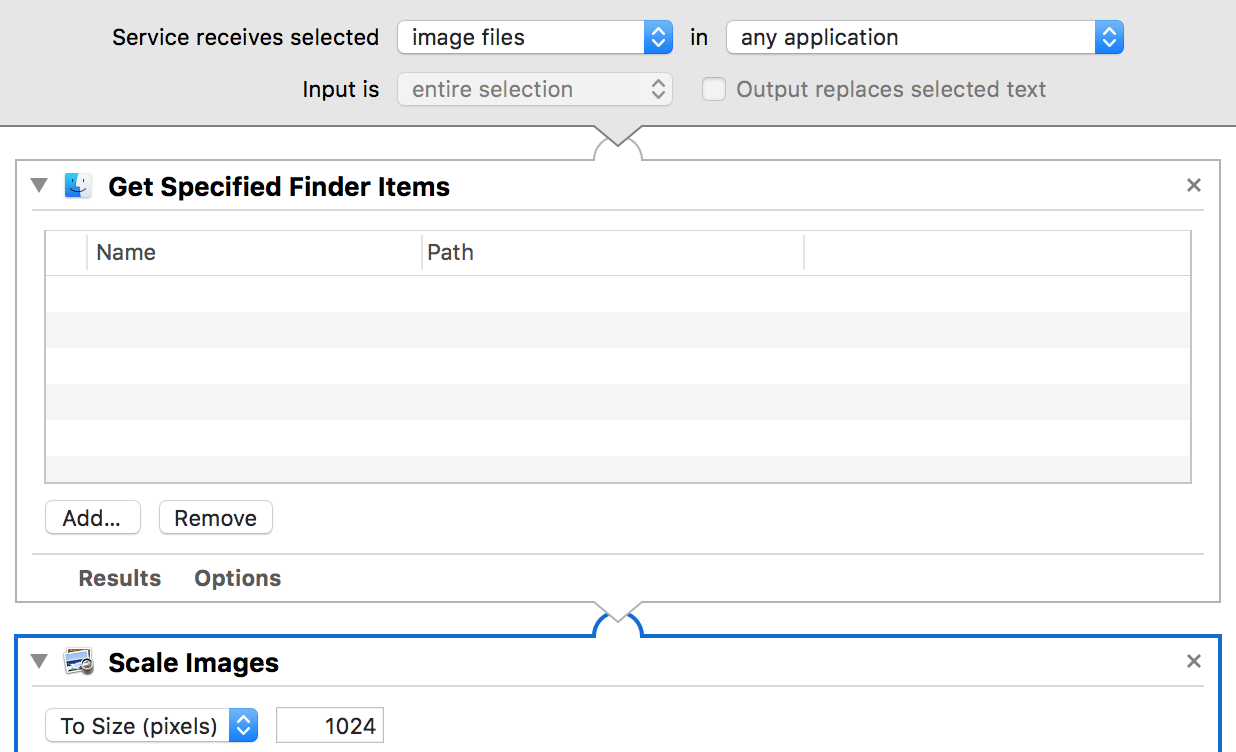 Service receives selected image files in any application
Input is entire selection Output replaces selected text
Get Specified Finder Items
Name Path
Add... Remove
Results Options
Scale Images
To Size (pixels) 1024